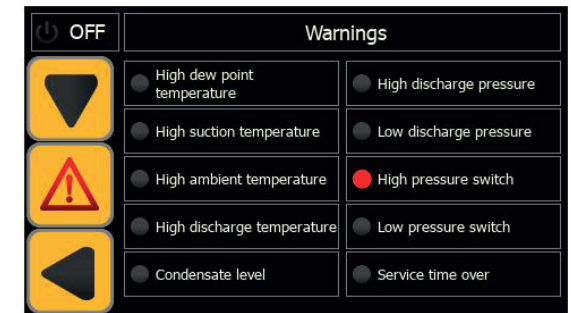 OFF
Warnings
High dew point
temperature
High discharge pressure
High suction temperature
Low discharge pressure
High ambient temperature
High pressure switch
High discharge temperature
Low pressure switch
Condensate level
Service time over